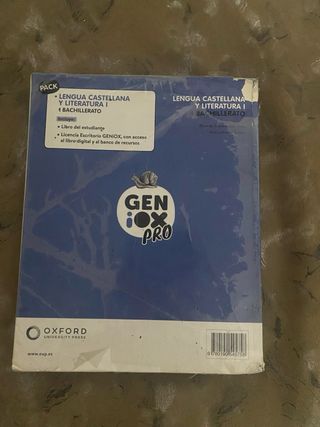 PACK
• LENGUA CASTELLANA
Y LITERATURA I
1 BACHILLERATO
Incluye:
• Libro del estudiante
• Licencia Escritorio GENiOX, con acceso
al libro digital y al banco de recursos
LENGUA CASTELLANA
Y LITERATURA I
BACHILLERATO
GEN
iOX
PRO
OXFORD
UNIVERSITY PRESS
www.oup.es